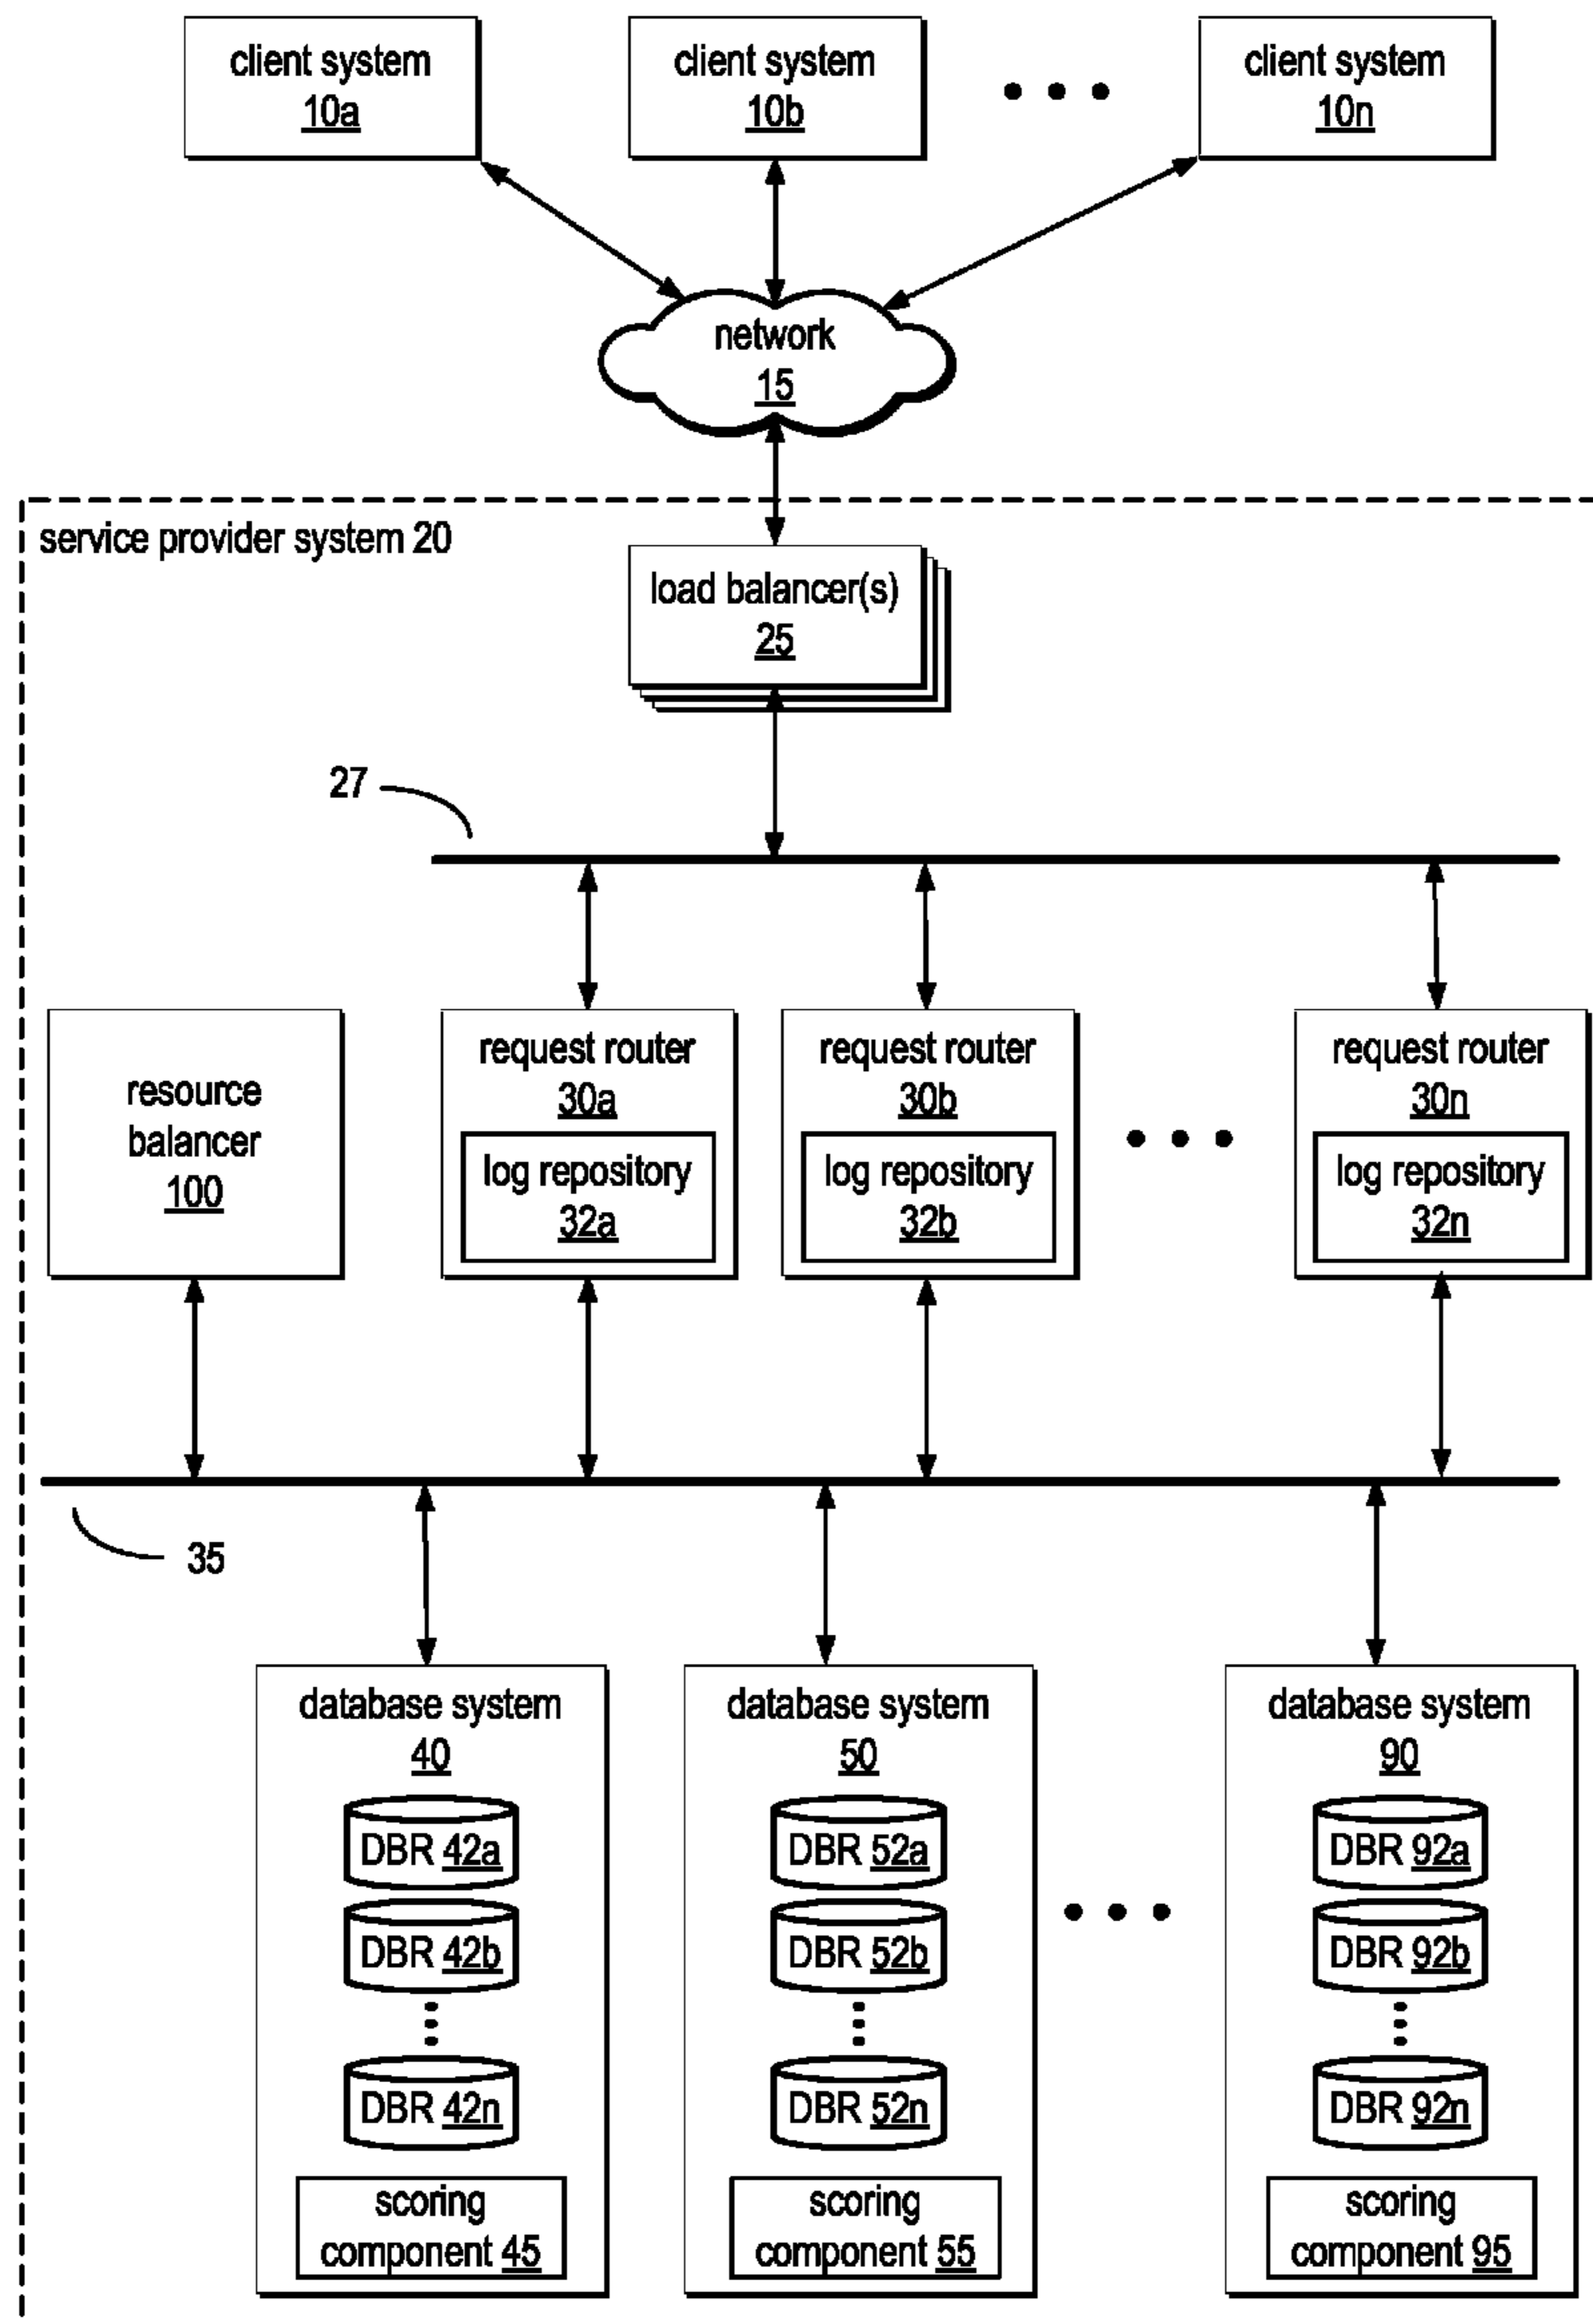 client system
10a
client system
10b
client system
10n
network
15
service provider system 20
load balancer(s)
25
27
resource
balancer
100
request router
30a
log repository
32a
request router
30b
log repository
32b
request router
30n
log repository
32n
35
database system
40
DBR 42a
DBR 42b
DBR 42n
scoring
component 45
database system
50
DBR 52a
DBR 52b
DBR 52n
scoring
component 55
database system
90
DBR 92a
DBR 92b
DBR 92n
scoring
component 95